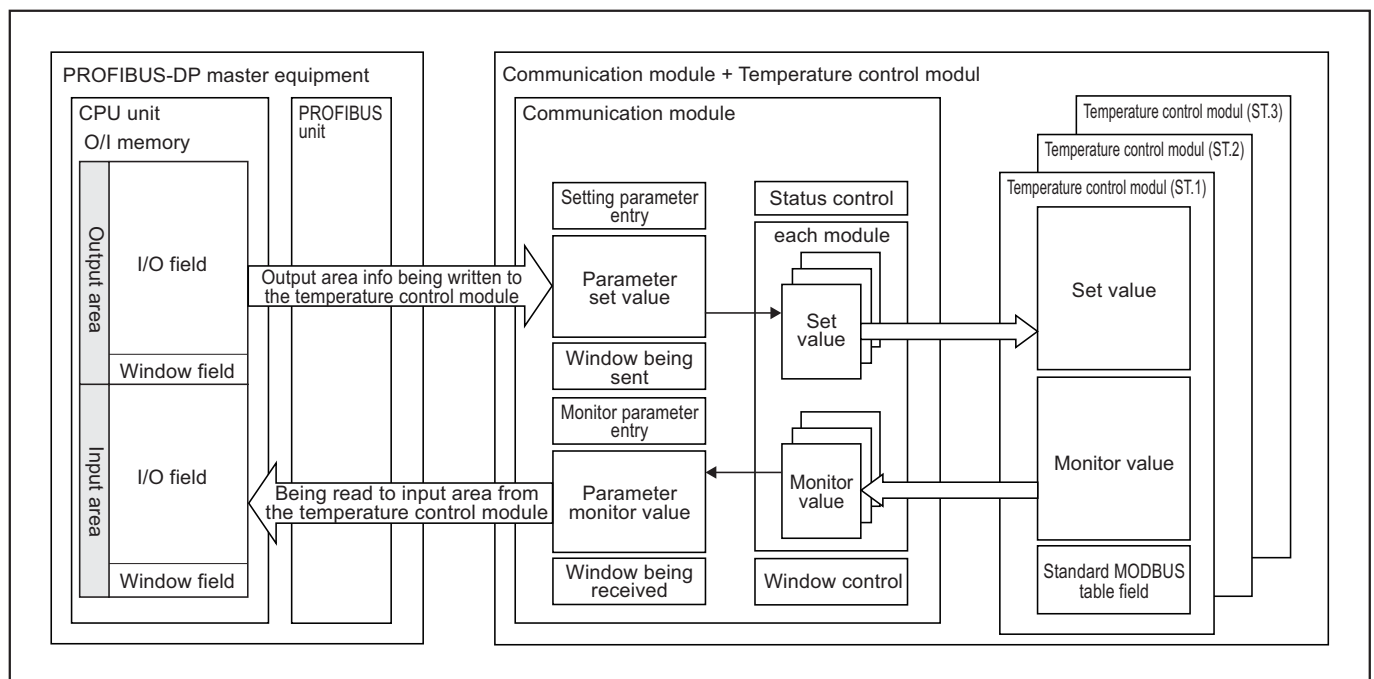 PROFIBUS-DP master equipment
CPU unit
O/I memory
Output area
I/O field
Window field
Input area
I/O field
Window field
PROFIBUS
unit
Output area info being written to
the temperature control module
Being read to input area from
the temperature control module
Communication module + Temperature control modul
Communication module
Setting parameter
entry
Parameter
set value
Window being
sent
Monitor parameter
entry
Parameter
monitor value
Window being
received
Status control
each module
Set
value
Monitor
value
Window control
Temperature control modul (ST.3)
Temperature control modul (ST.2)
Temperature control modul (ST.1)
Set value
Monitor value
Standard MODBUS
table field